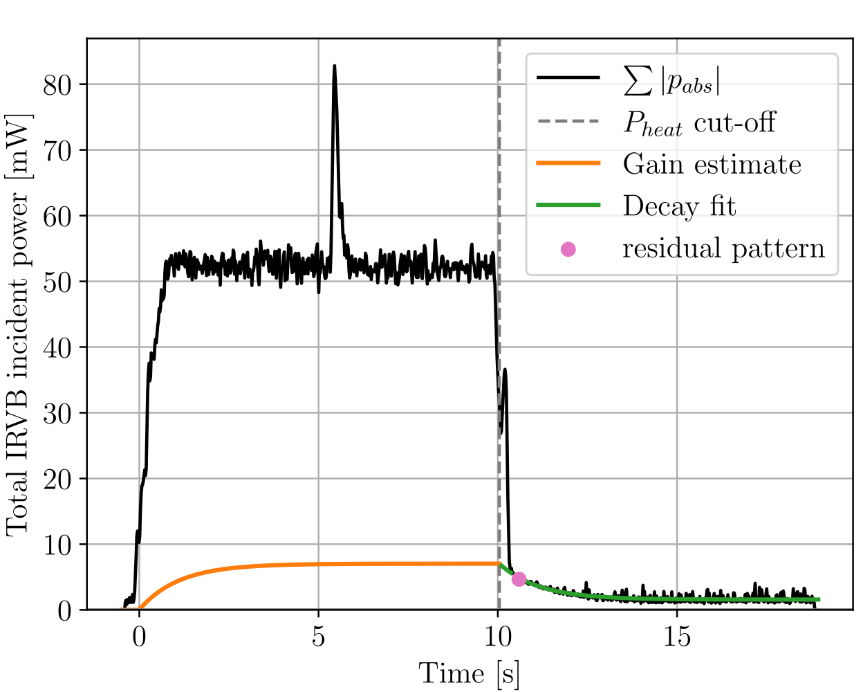 ∑ |p_abs|
P_heat cut-off
Gain estimate
Decay fit
residual pattern
Total IRVB incident power [mW]
80
70
60
50
40
30
20
10
0
0 5 10 15
Time [s]